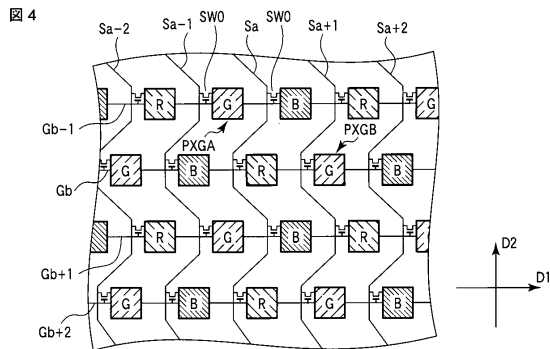 図 4
Sa-2 Sa-1 SW0 Sa SW0 Sa+1 Sa+2
R G B R G
Gb-1 PXGA PXGB
Gb G B R G B
R G B R G
Gb+1 D2
D1
G B R G B
Gb+2